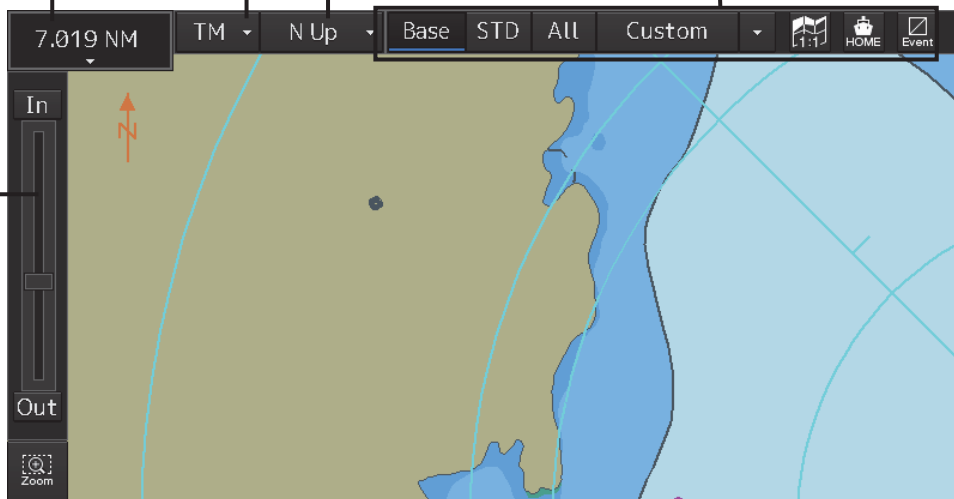 7.019 NM TM N Up Base STD All Custom 1:1 HOME Event
In
N
Out
Zoom